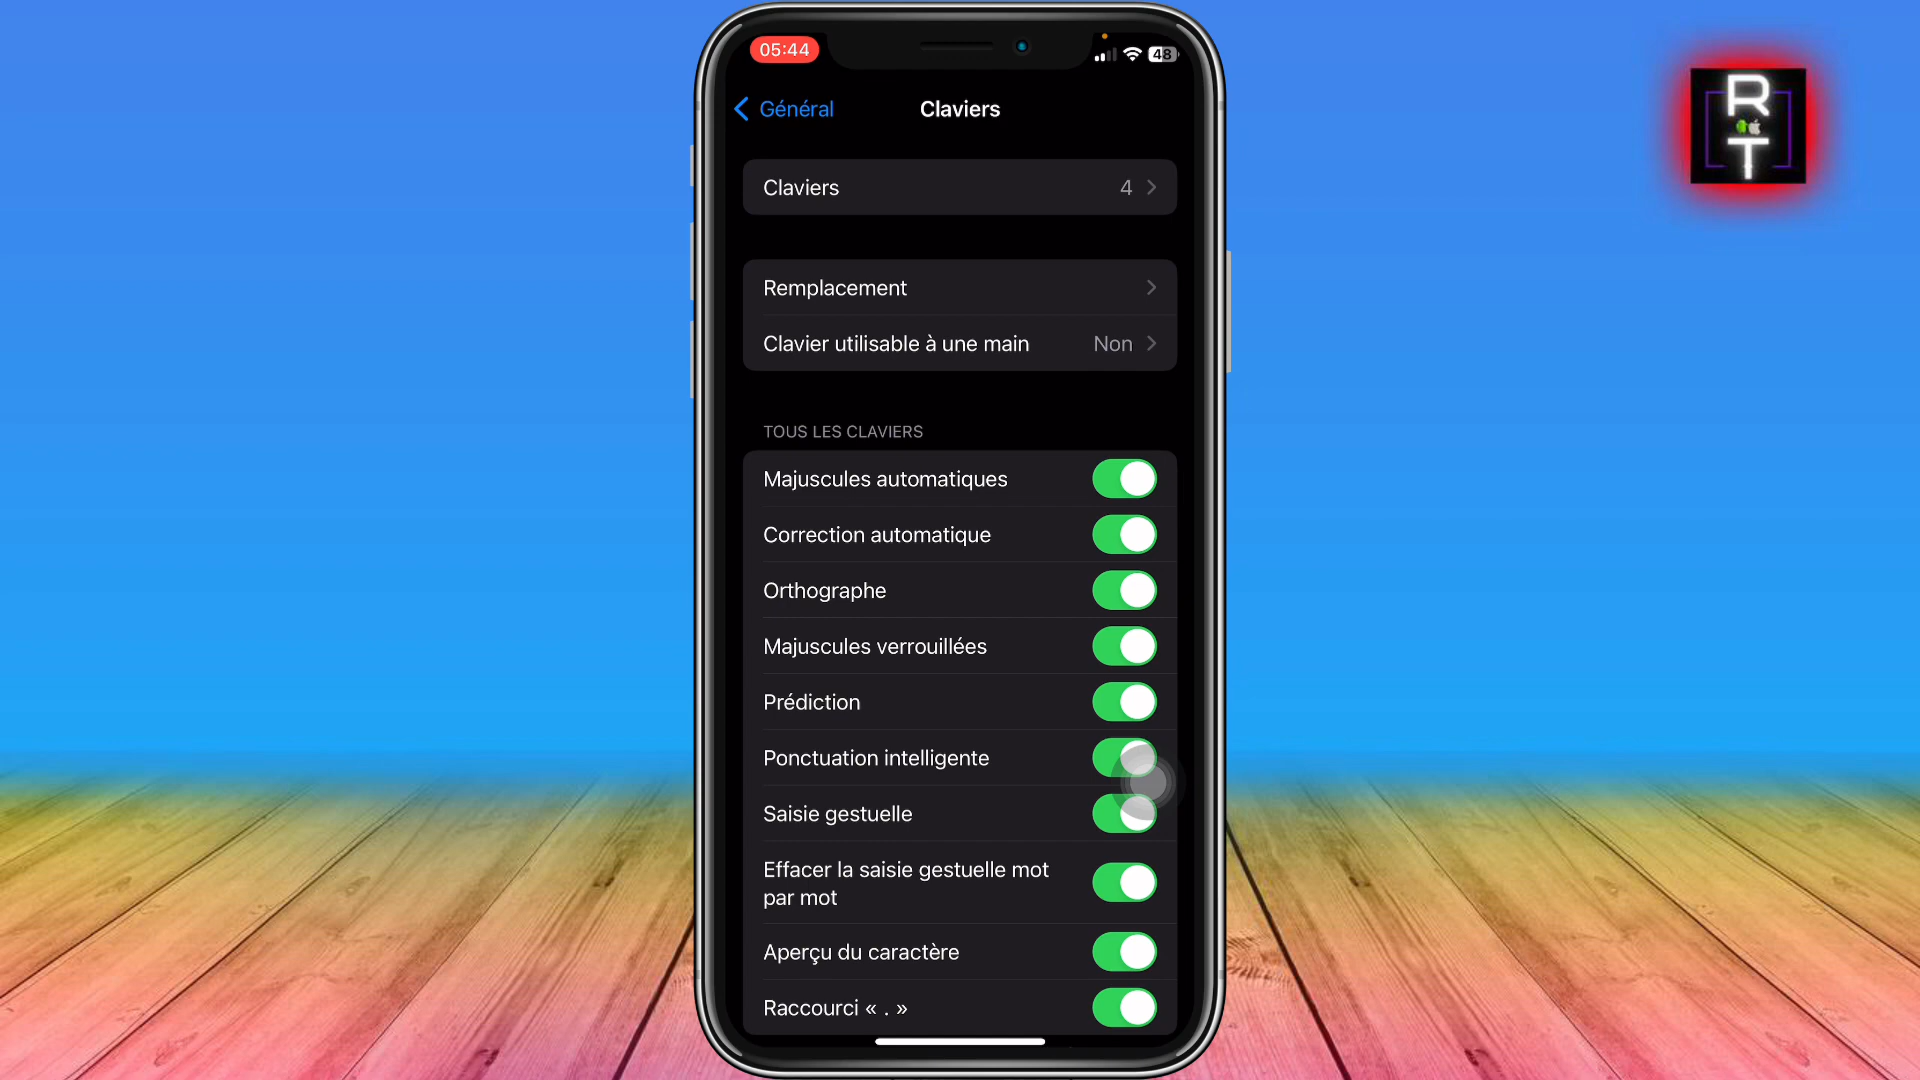 05:44
48
Général
Claviers
Claviers
4
Remplacement
Clavier utilisable à une main
Non
TOUS LES CLAVIERS
Majuscules automatiques
Correction automatique
Orthographe
Majuscules verrouillées
Prédiction
Ponctuation intelligente
Saisie gestuelle
Effacer la saisie gestuelle mot
par mot
Aperçu du caractère
Raccourci « . »
R
T